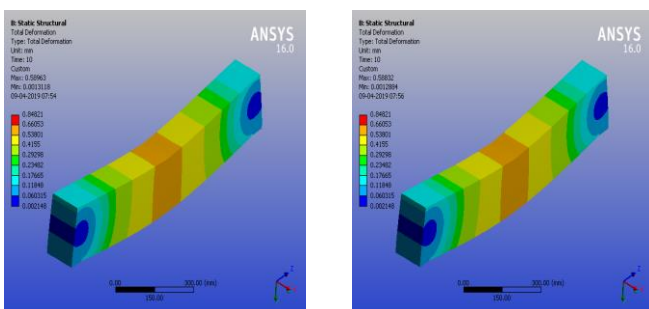 B: Static Structural
Total Deformation
Type: Total Deformation
Unit: mm
Time: 10
Custom
Max: 0.58963
Min: 0.0013118
09-04-2019 07:54
ANSYS
16.0
0.84821
0.66053
0.53801
0.4155
0.29298
0.23482
0.17665
0.11848
0.060315
0.002148
0.00
300.00 (mm)
150.00
Z
B: Static Structural
Total Deformation
Type: Total Deformation
Unit: mm
Time: 10
Custom
Max: 0.58832
Min: 0.0012884
09-04-2019 07:56
ANSYS
16.0
0.84821
0.66053
0.53801
0.4155
0.29298
0.23482
0.17665
0.11848
0.060315
0.002148
0.00
300.00 (mm)
150.00
Z